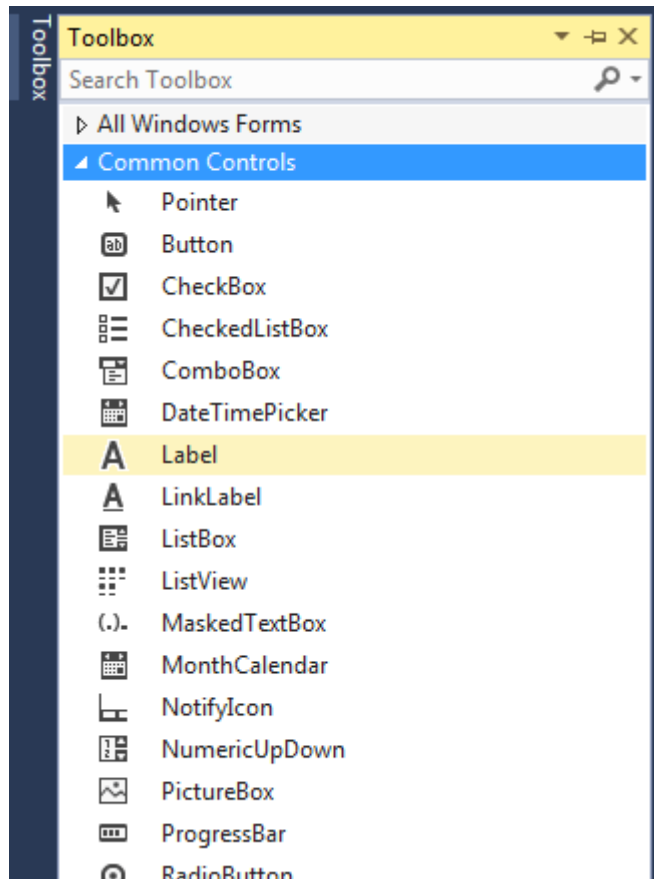 Toolbox
Toolbox
Search Toolbox
All Windows Forms
Common Controls
Pointer
Button
CheckBox
CheckedListBox
ComboBox
DateTimePicker
Label
LinkLabel
ListBox
ListView
MaskedTextBox
MonthCalendar
NotifyIcon
NumericUpDown
PictureBox
ProgressBar
RadioButton